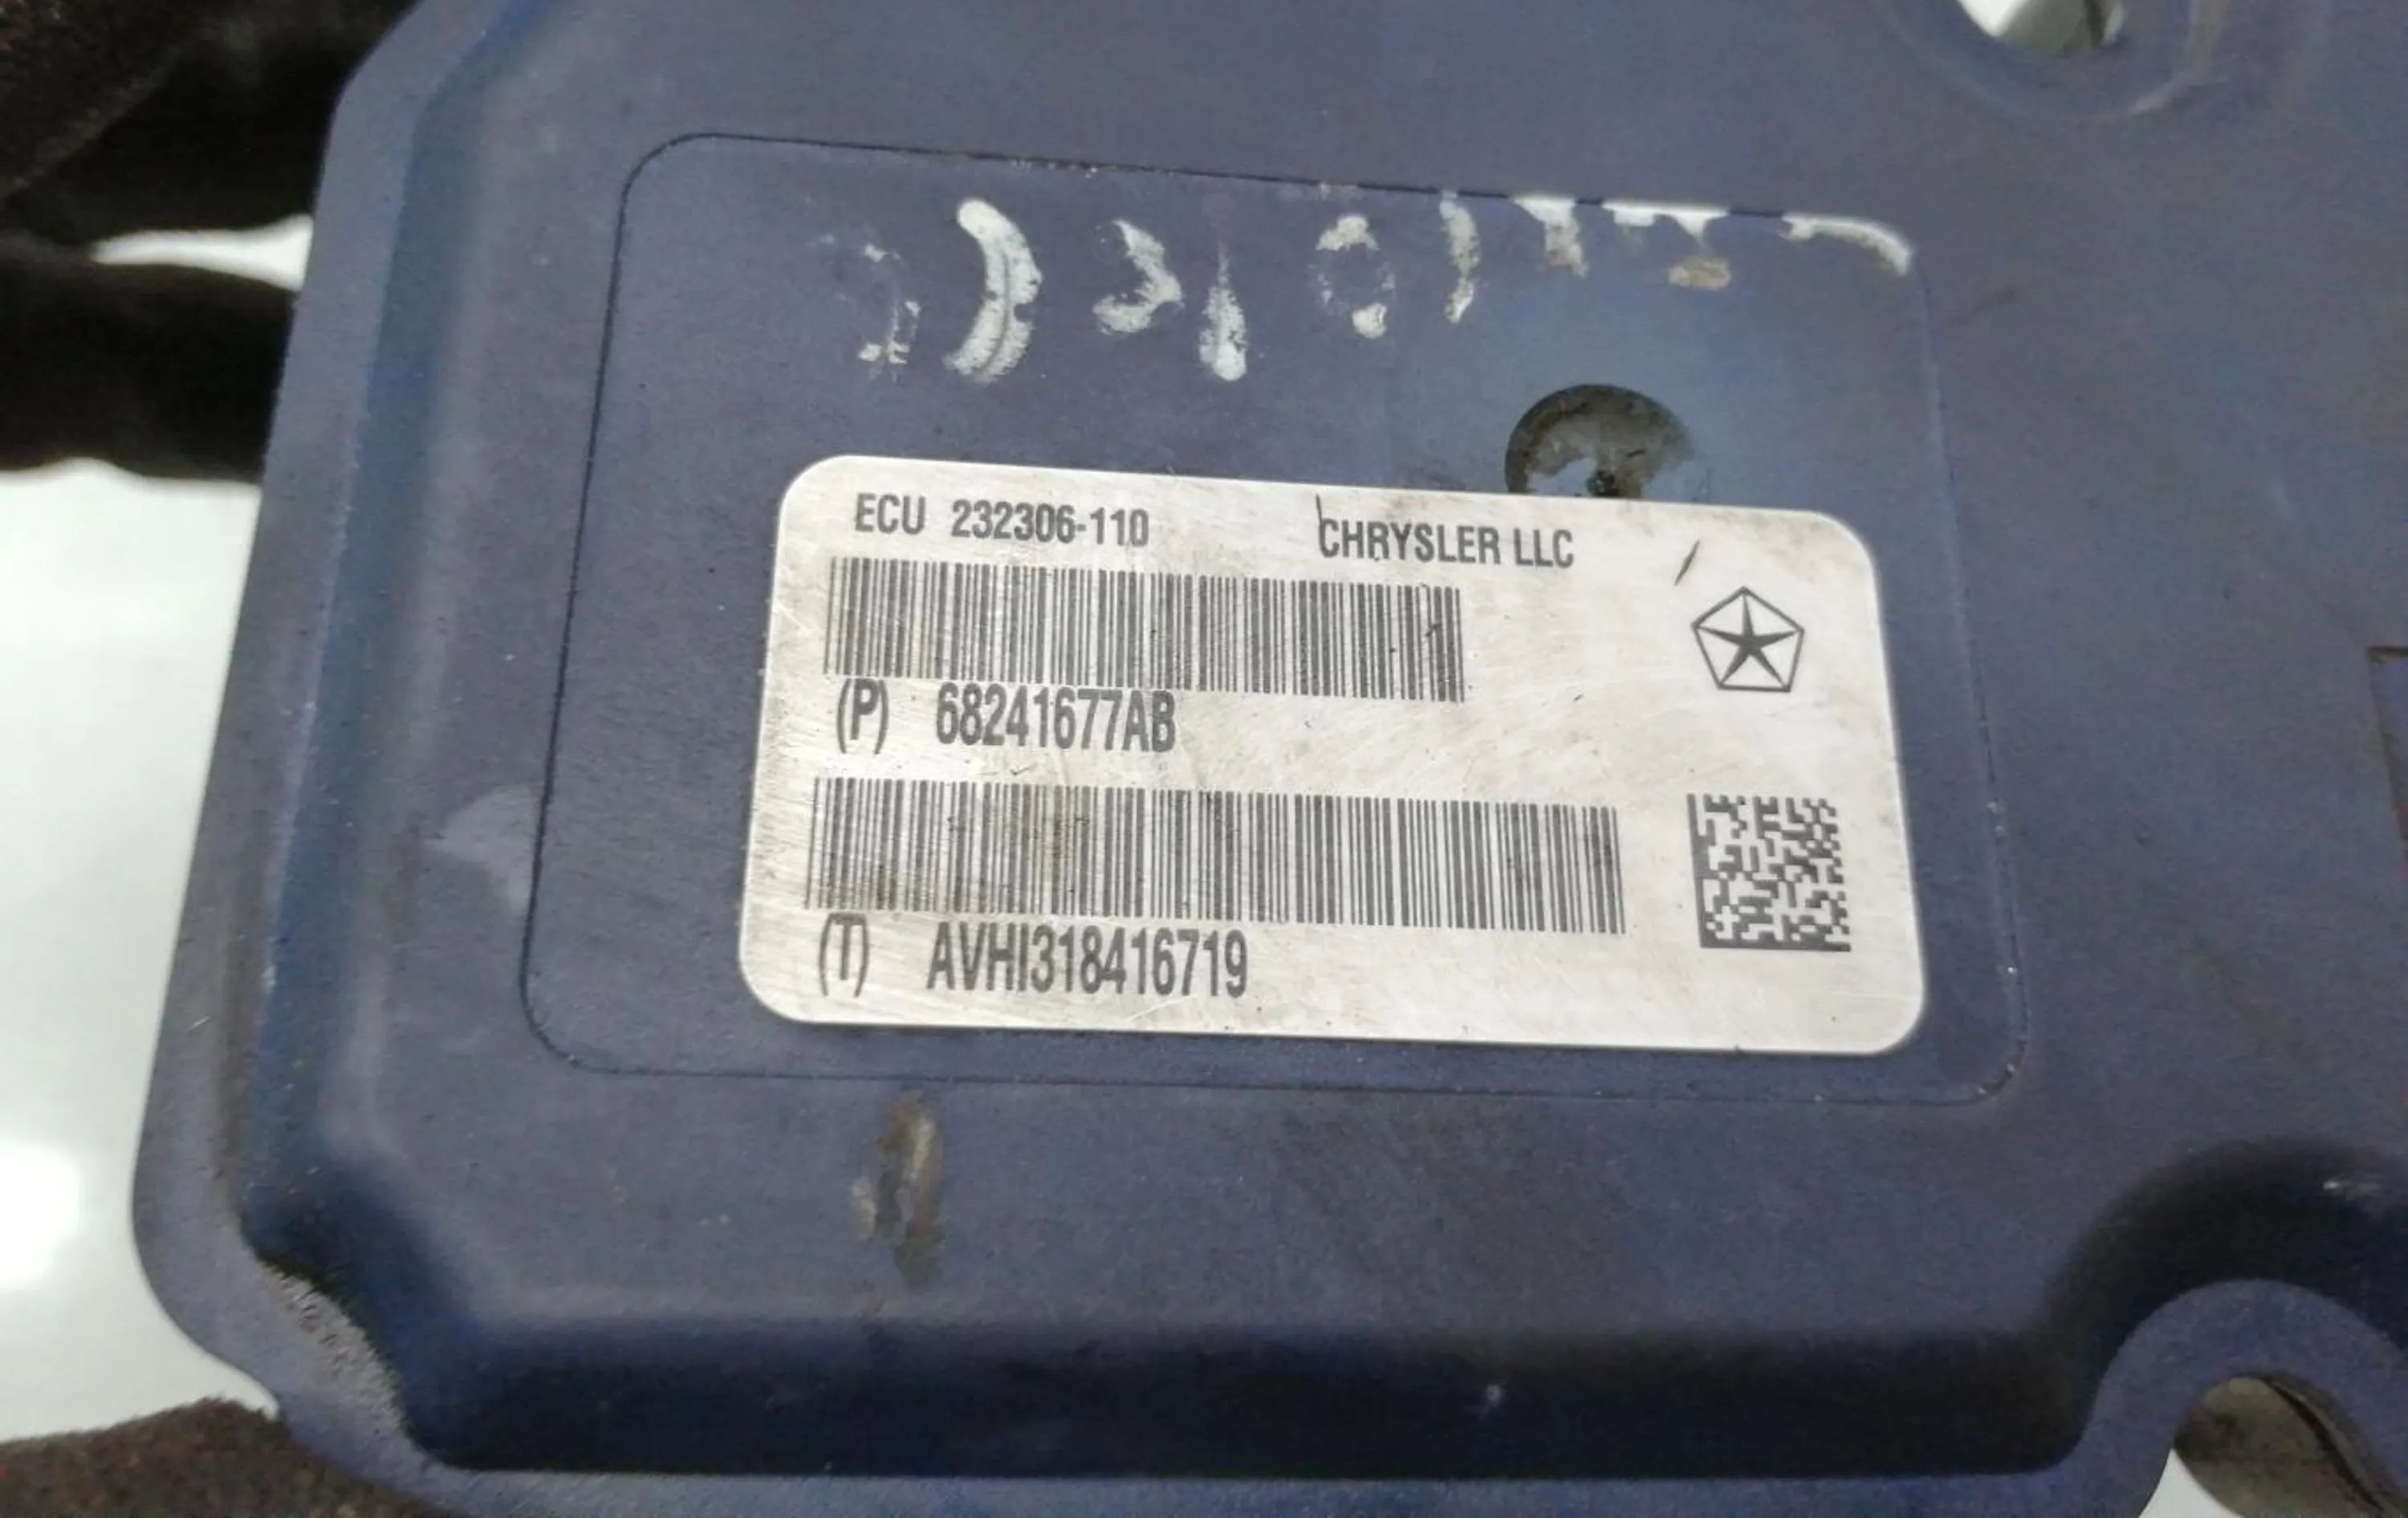 ECU 232306-110 CHRYSLER LLC
(P) 68241677AB
(T) AVHI318416719